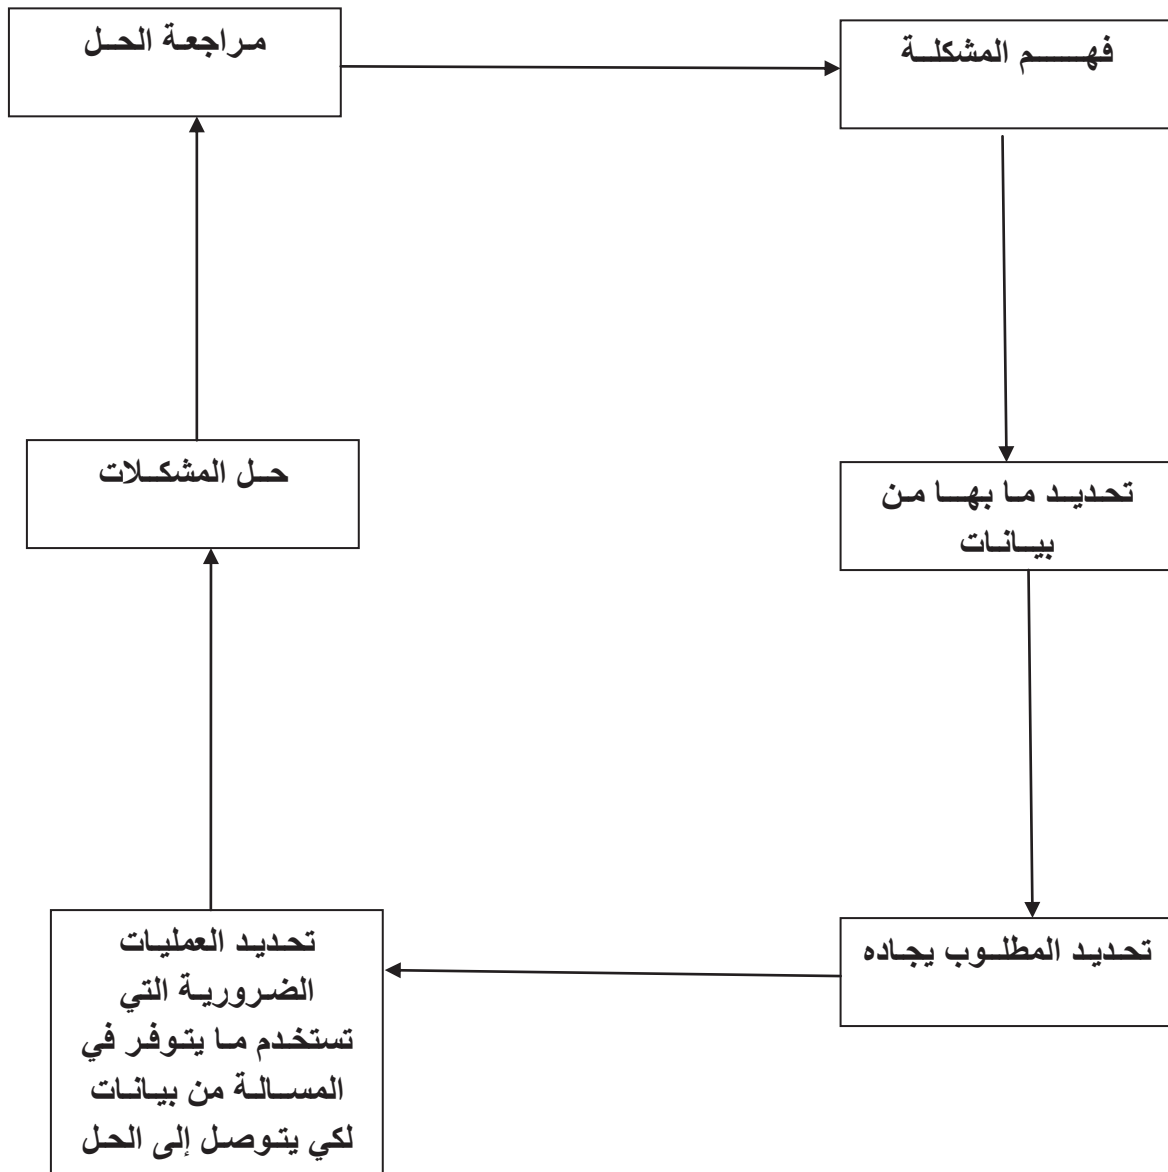 فهم المشكلة
تحديد ما بها من
بيانات
تحديد المطلوب يجاده
تحديد العمليات
الضرورية التي
تستخدم ما يتوفر في
المسالة من بيانات
لكي يتوصل إلى الحل
حل المشكلات
مراجعة الحل